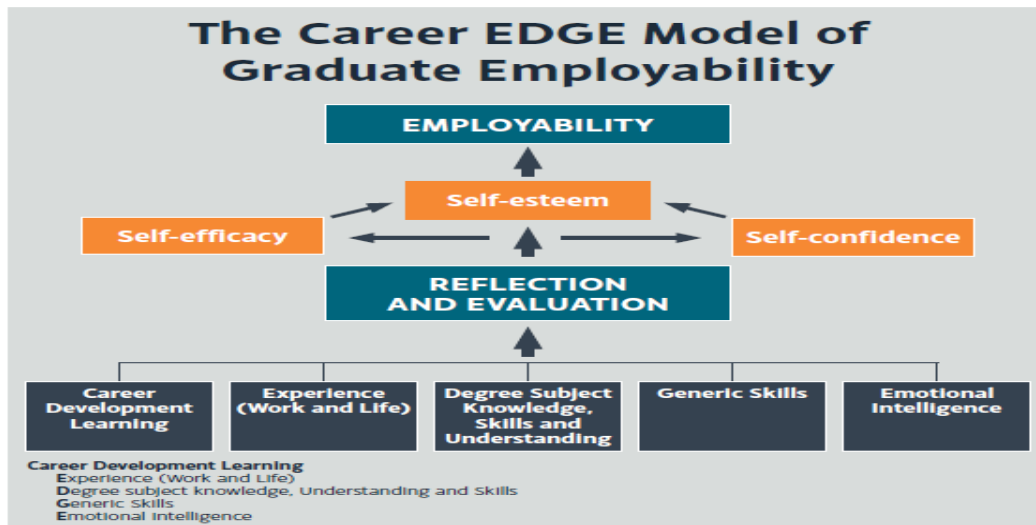 The Career EDGE Model of
Graduate Employability
EMPLOYABILITY
Self-esteem
Self-efficacy
Self-confidence
REFLECTION
AND EVALUATION
Career
Development
Learning
Experience
(Work and Life)
Degree Subject
Knowledge,
Skills and
Understanding
Generic Skills
Emotional
Intelligence
Career Development Learning
Experience (Work and Life)
Degree subject knowledge, Understanding and Skills
Generic Skills
Emotional Intelligence